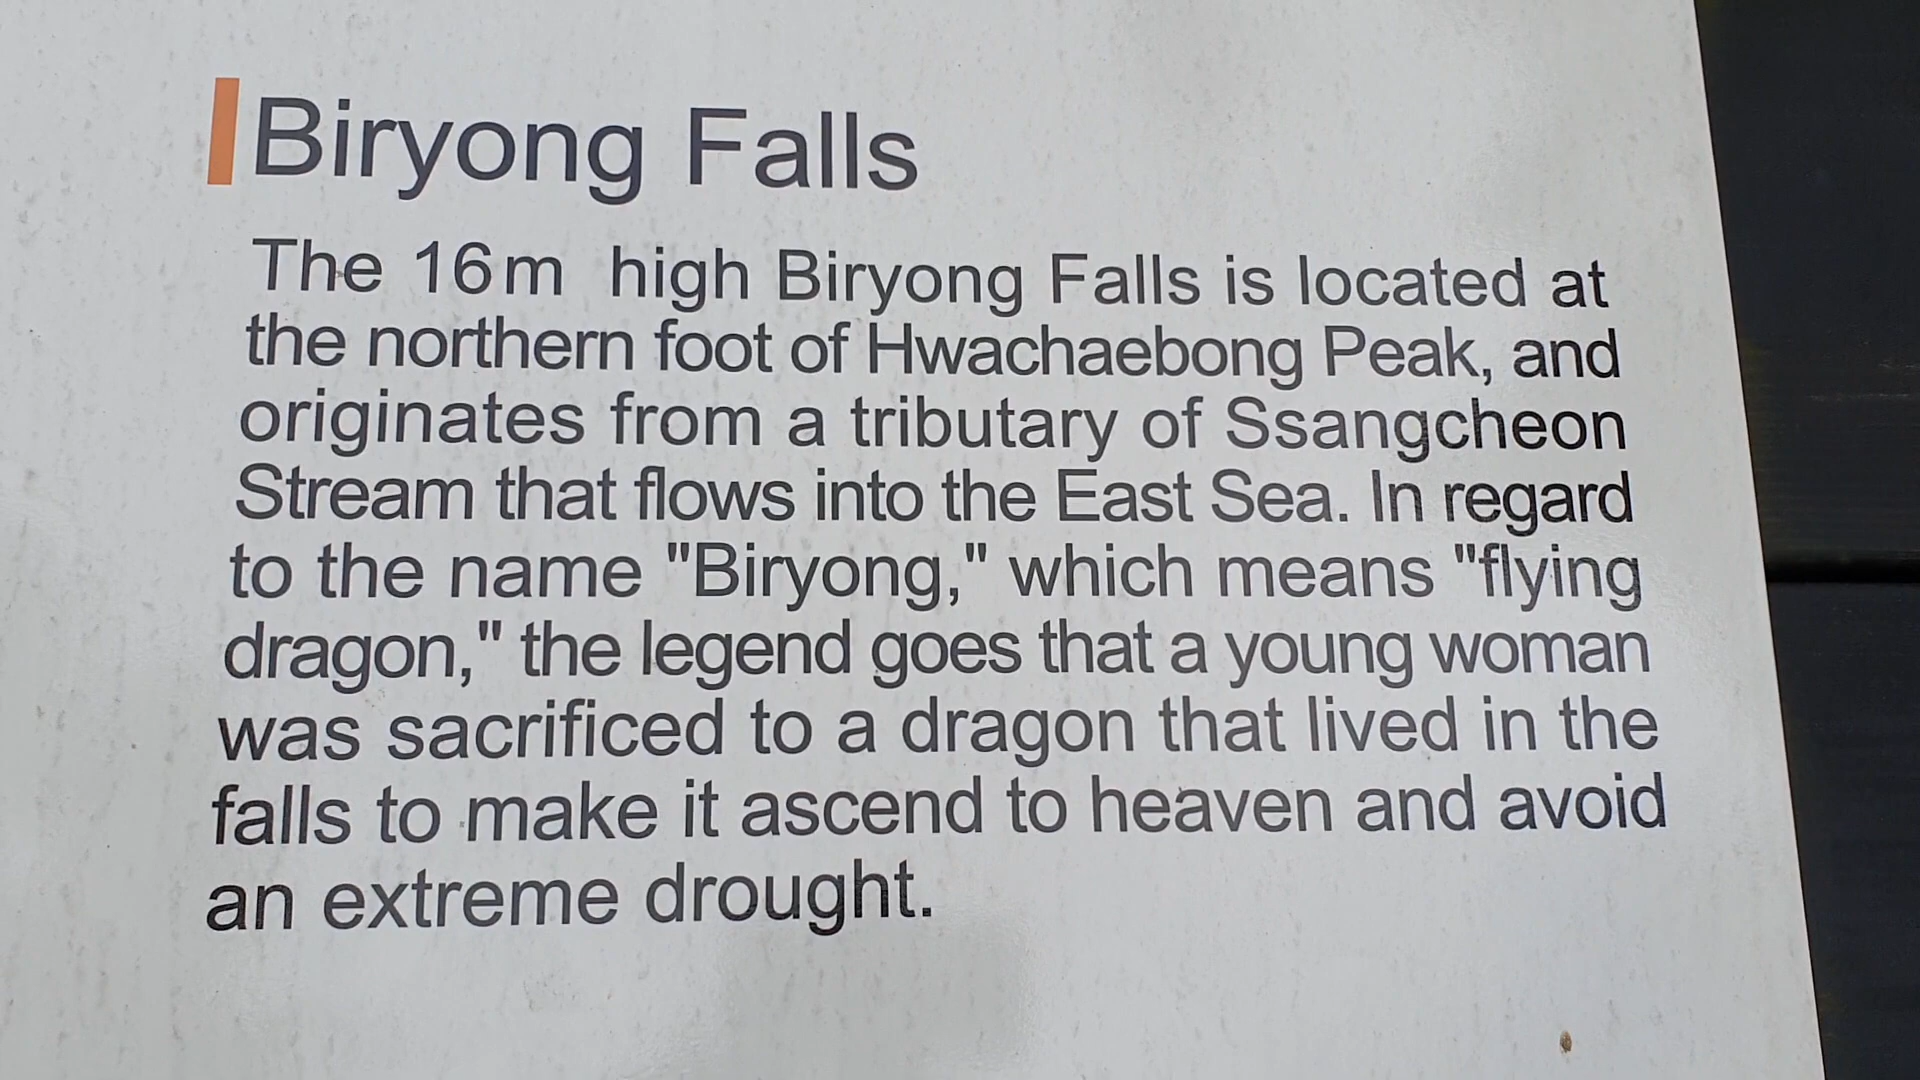 Biryong Falls
The 16m high Biryong Falls is located at
the northern foot of Hwachaebong Peak, and
originates from a tributary of Ssangcheon
Stream that flows into the East Sea. In regard
to the name "Biryong," which means "flying
dragon," the legend goes that a young woman
was sacrificed to a dragon that lived in the
falls to make it ascend to heaven and avoid
an extreme drought.